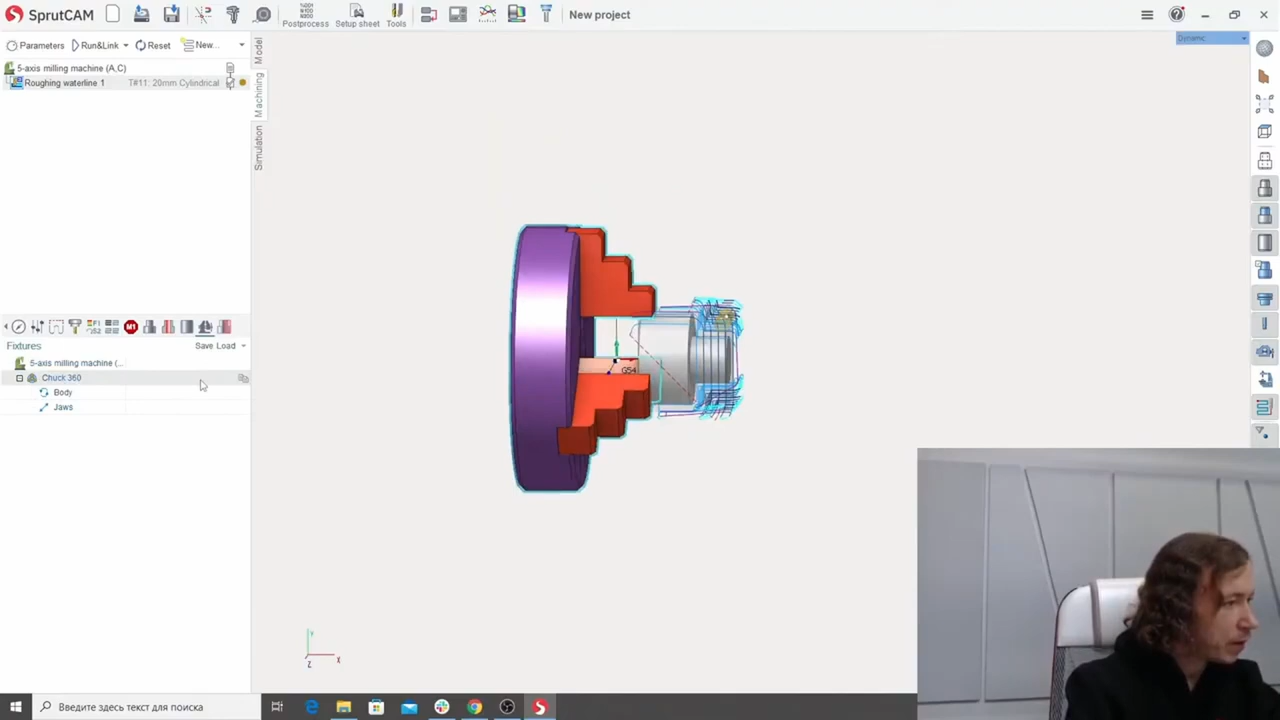 SprutCAM
Postprocess
Setup sheet
Tools
New project
Parameters
Run&Link
Reset
New...
5-axis milling machine (A,C)
Roughing waterline 1
T#11: 20mm Cylindrical
Model
Machining
Simulation
Dynamic
M1
Fixtures
Save Load
5-axis milling machine (...
Chuck 360
Body
Jaws
G54
Y
X
Z
Введите здесь текст для поиска